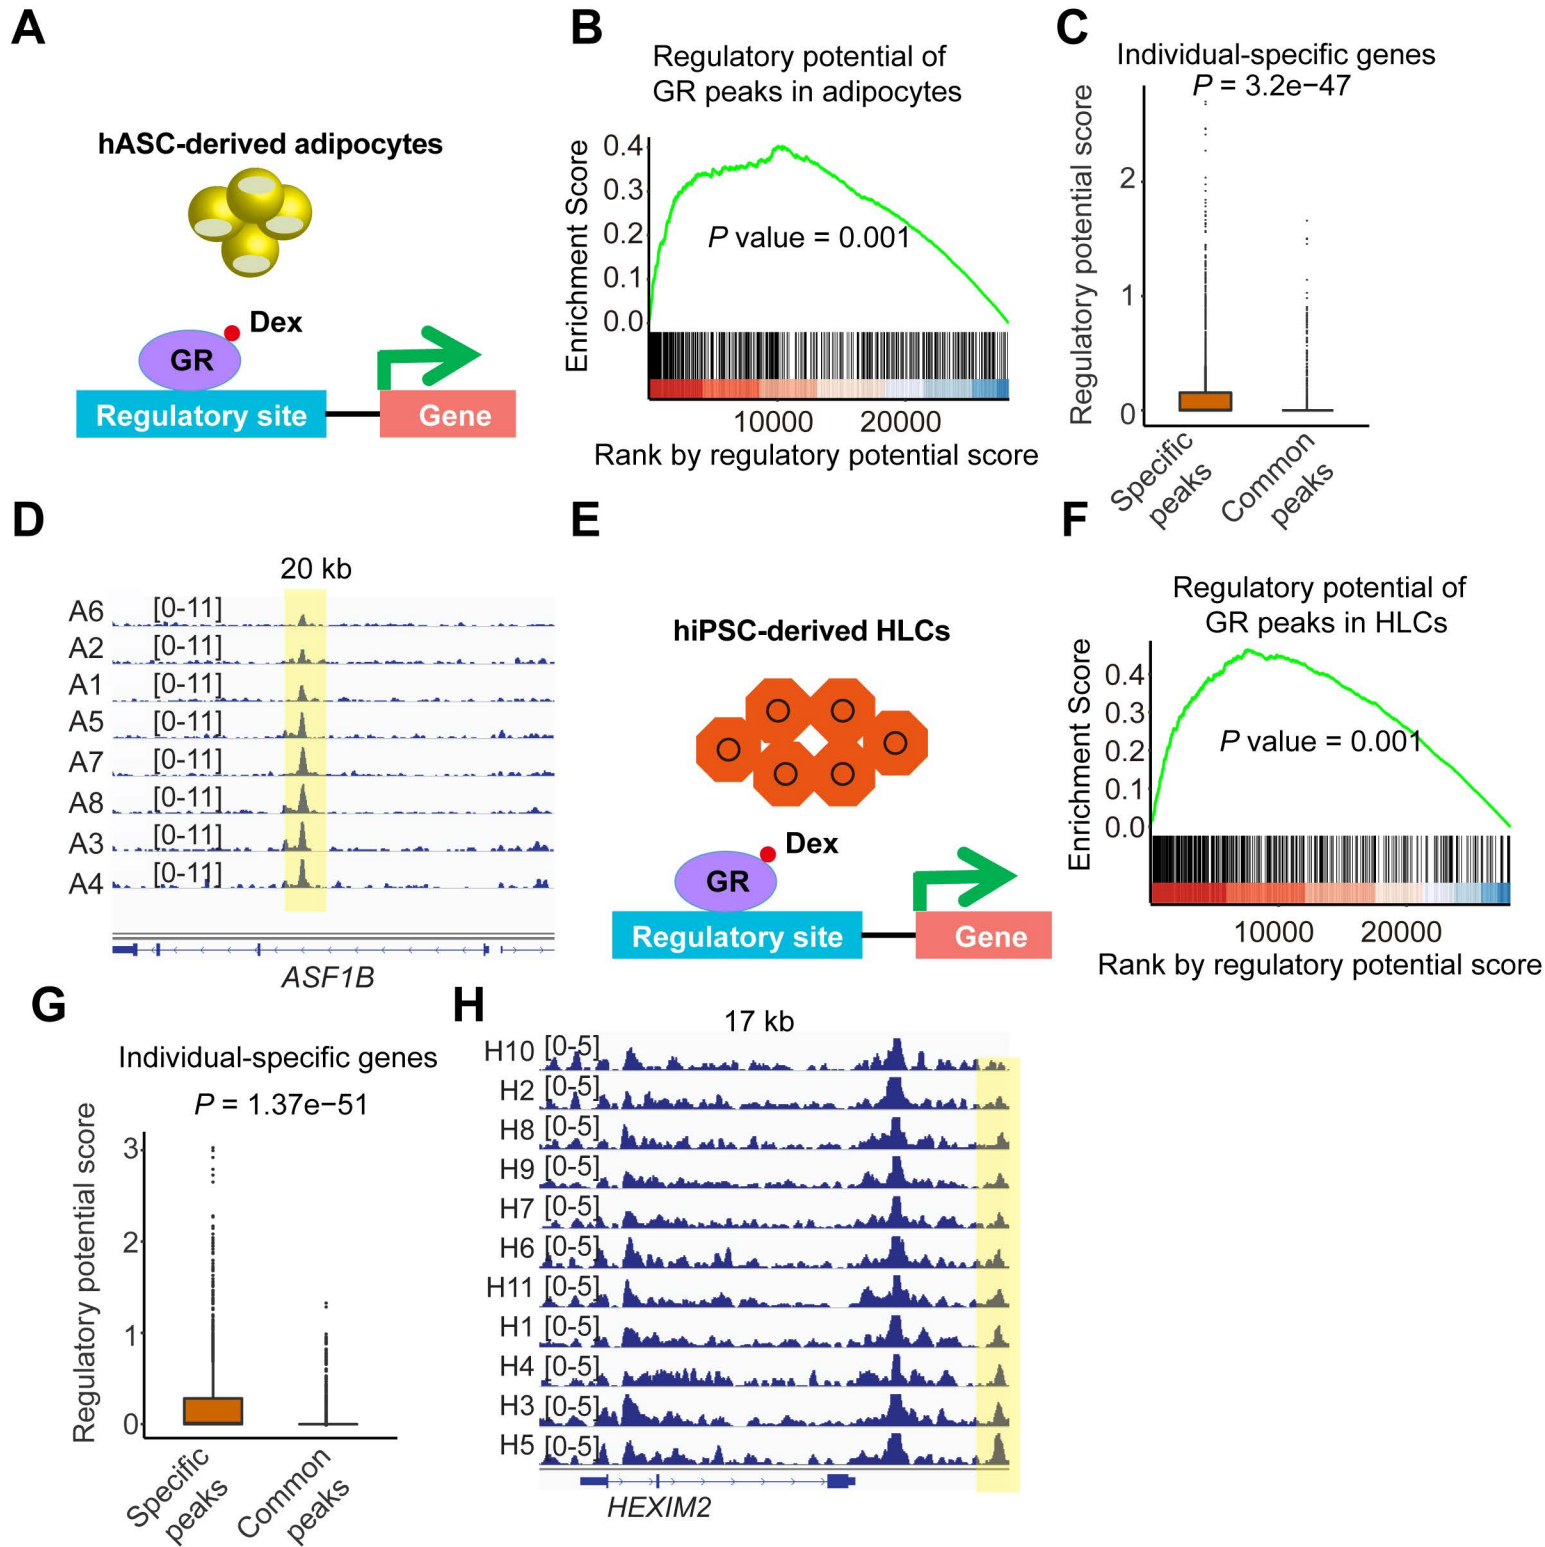 A
hASC-derived adipocytes
Dex
GR
Regulatory site
Gene
B
Regulatory potential of
GR peaks in adipocytes
Enrichment Score
0.4
0.3
0.2
0.1
0.0
P value = 0.001
10000
20000
Rank by regulatory potential score
C
Individual-specific genes
P = 3.2e−47
Regulatory potential score
2
1
0
Specific
peaks
Common
peaks
D
20 kb
A6 [0-11]
A2 [0-11]
A1 [0-11]
A5 [0-11]
A7 [0-11]
A8 [0-11]
A3 [0-11]
A4 [0-11]
ASF1B
E
hiPSC-derived HLCs
Dex
GR
Regulatory site
Gene
F
Regulatory potential of
GR peaks in HLCs
Enrichment Score
0.4
0.3
0.2
0.1
0.0
P value = 0.001
10000
20000
Rank by regulatory potential score
G
Individual-specific genes
P = 1.37e−51
Regulatory potential score
3
2
1
0
Specific
peaks
Common
peaks
H
17 kb
H10 [0-5]
H2 [0-5]
H8 [0-5]
H9 [0-5]
H7 [0-5]
H6 [0-5]
H11 [0-5]
H1 [0-5]
H4 [0-5]
H3 [0-5]
H5 [0-5]
HEXIM2